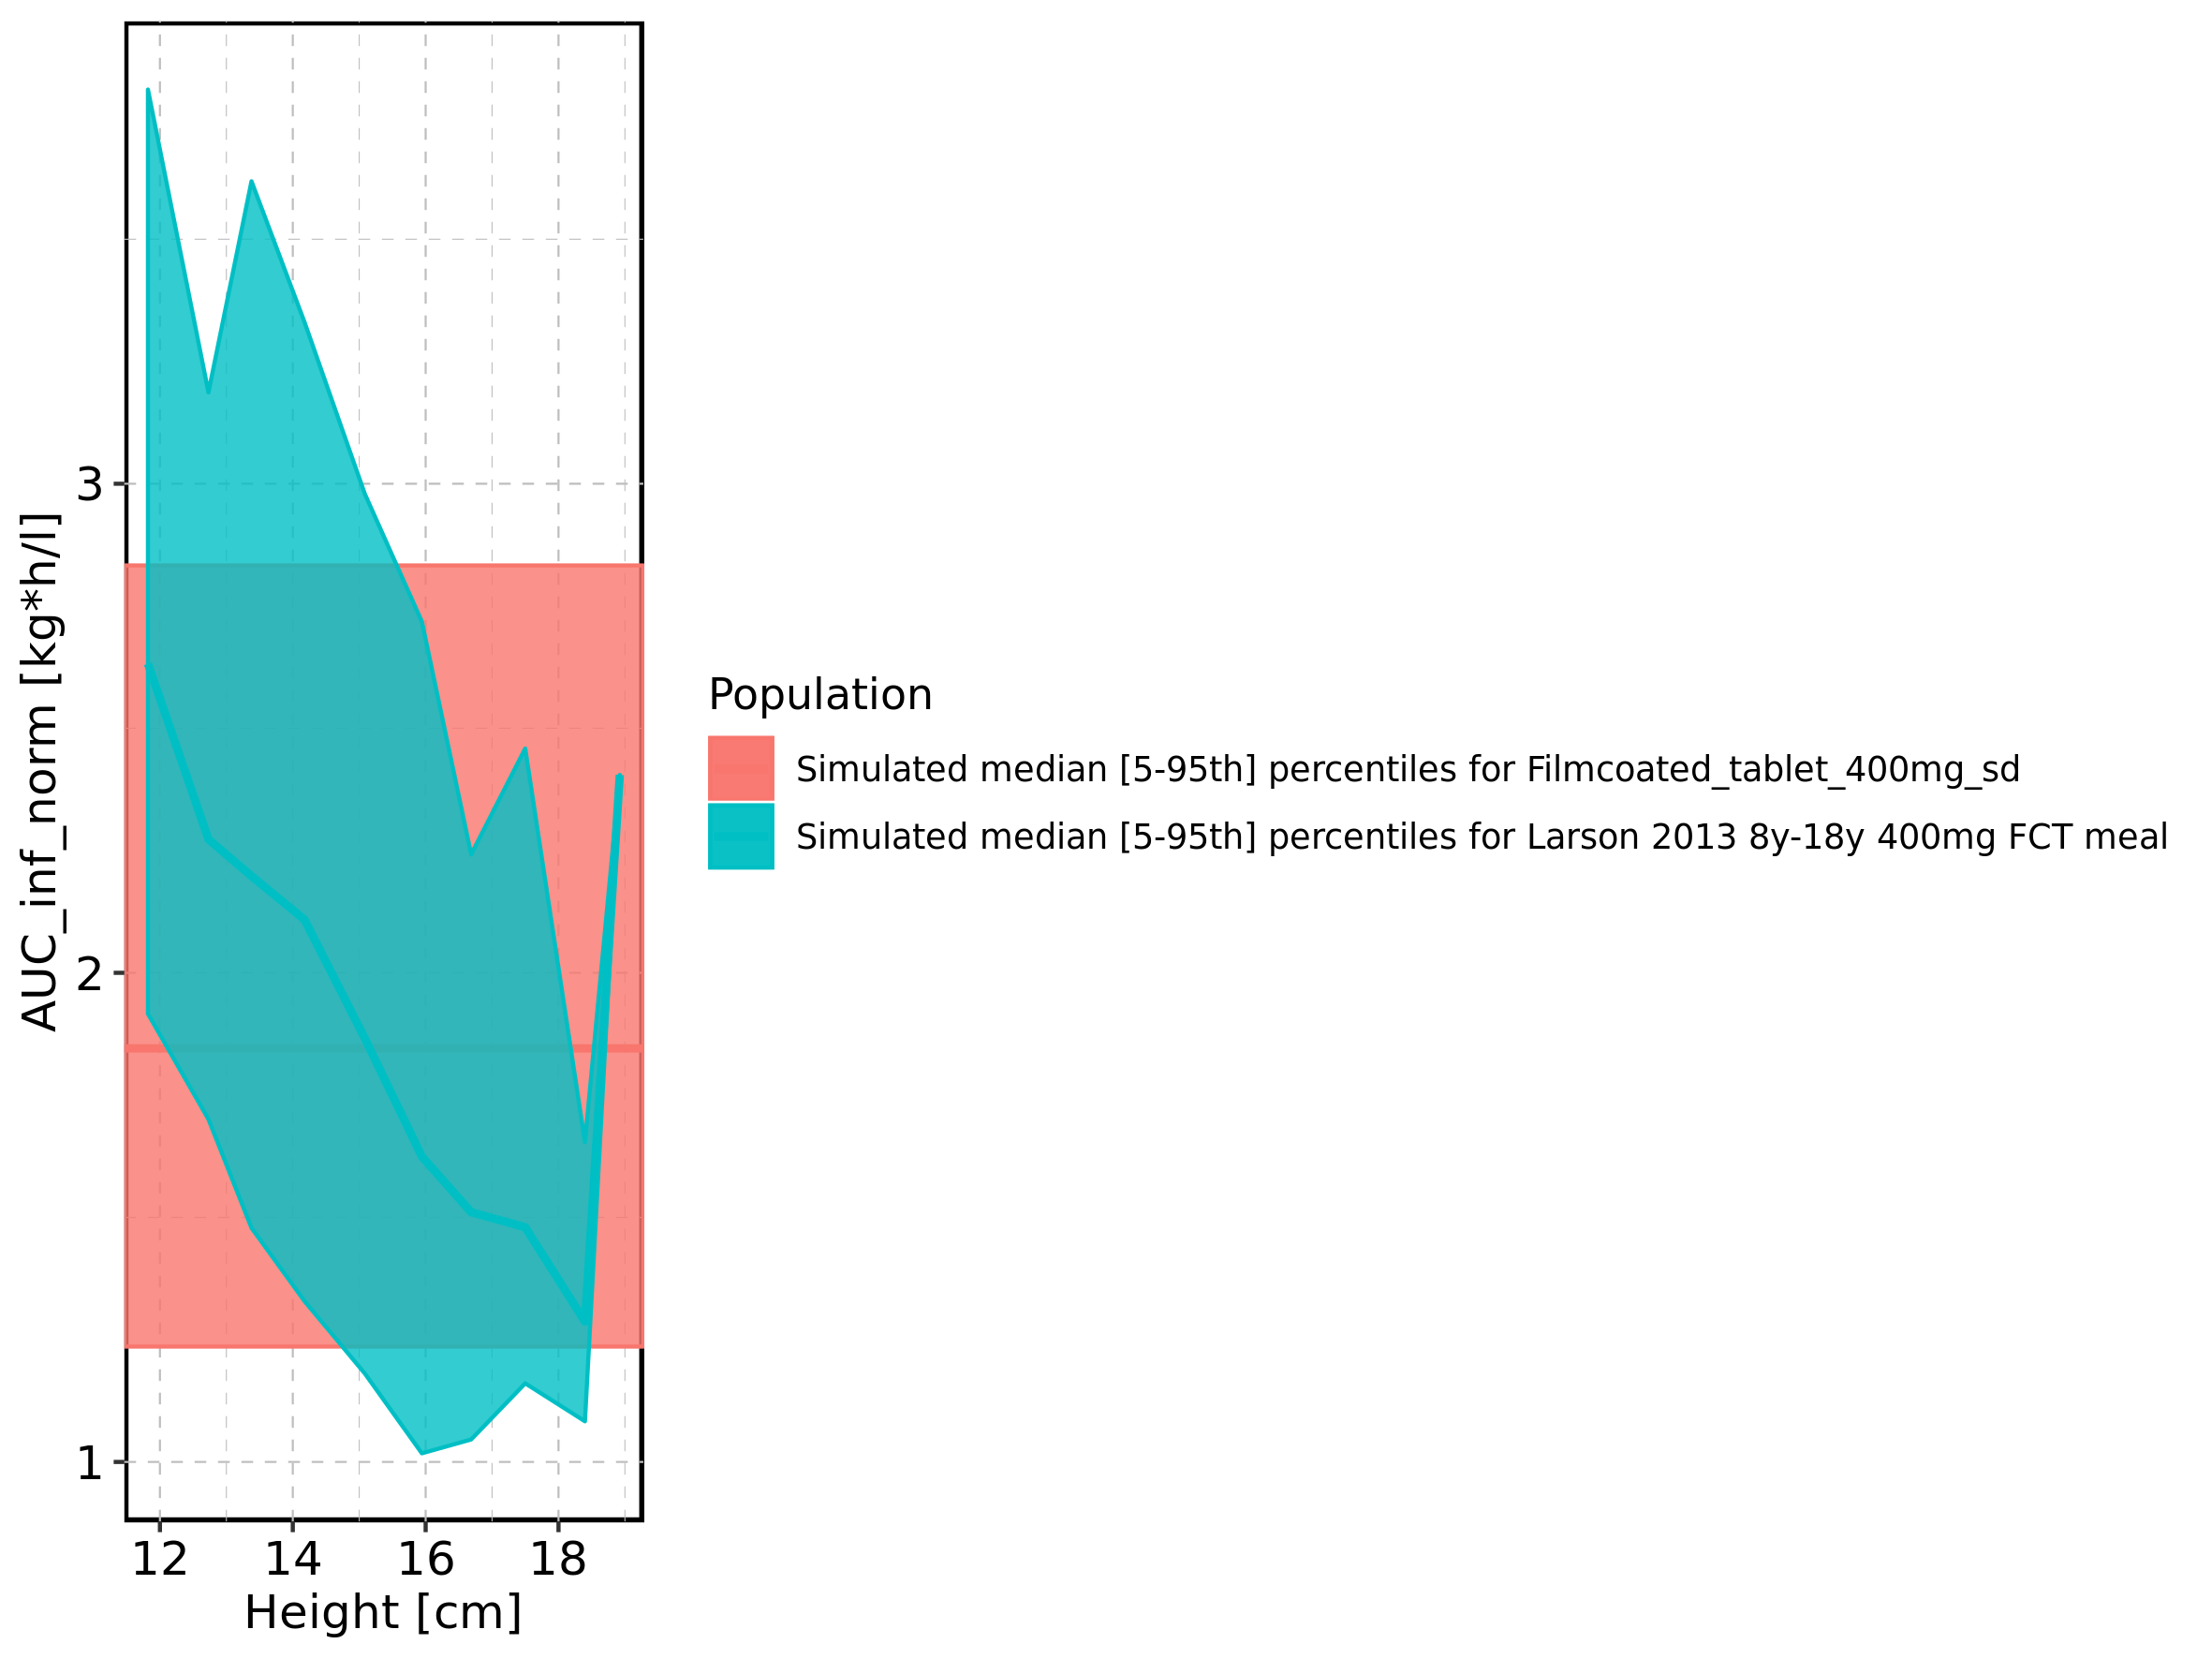 AUC_inf_norm [kg*h/l]
3
2
1
12 14 16 18
Height [cm]
Population
Simulated median [5-95th] percentiles for Filmcoated_tablet_400mg_sd
Simulated median [5-95th] percentiles for Larson 2013 8y-18y 400mg FCT meal